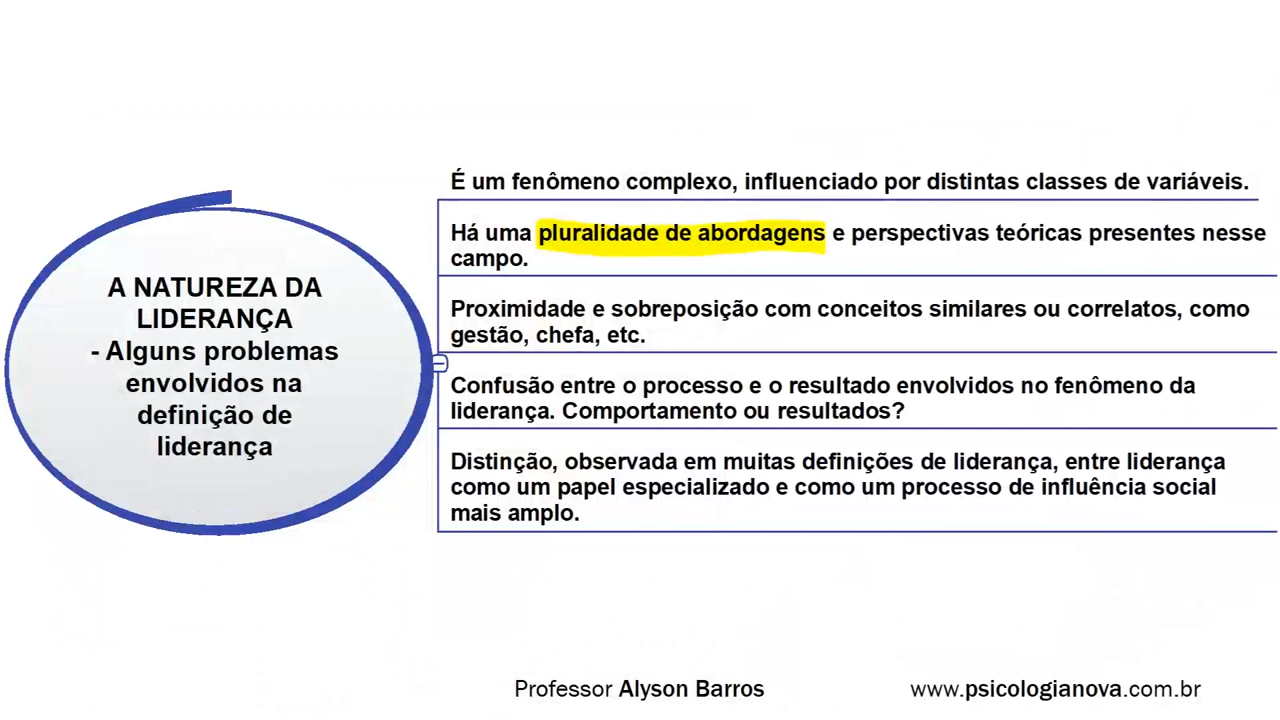 A NATUREZA DA
LIDERANÇA
- Alguns problemas
envolvidos na
definição de
liderança
É um fenômeno complexo, influenciado por distintas classes de variáveis.
Há uma pluralidade de abordagens e perspectivas teóricas presentes nesse
campo.
Proximidade e sobreposição com conceitos similares ou correlatos, como
gestão, chefa, etc.
Confusão entre o processo e o resultado envolvidos no fenômeno da
liderança. Comportamento ou resultados?
Distinção, observada em muitas definições de liderança, entre liderança
como um papel especializado e como um processo de influência social
mais amplo.
Professor Alyson Barros
www.psicologianova.com.br